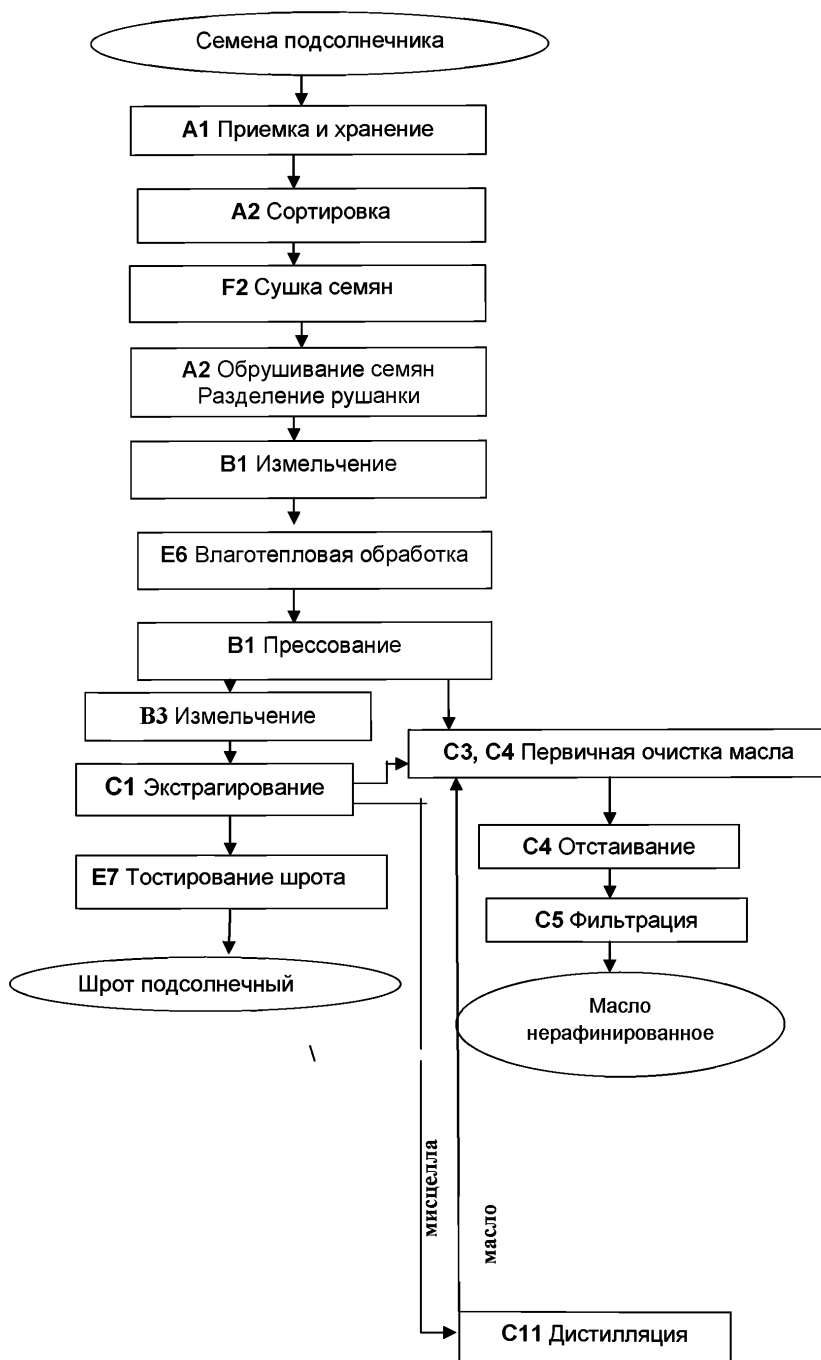 Семена подсолнечника
A1 Приемка и хранение
A2 Сортировка
F2 Сушка семян
A2 Обрушивание семян
Разделение рушанки
B1 Измельчение
E6 Влаготепловая обработка
B1 Прессование
B3 Измельчение
C3, C4 Первичная очистка масла
C1 Экстрагирование
C4 Отстаивание
E7 Тостирование шрота
C5 Фильтрация
Шрот подсолнечный
Масло
нерафинированное
\
мисцелла
масло
C11 Дистилляция